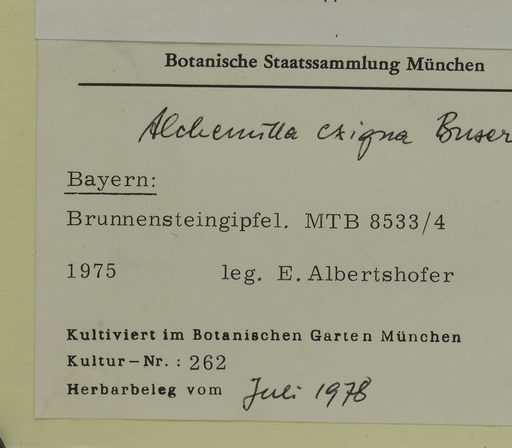 Botanische Staatssammlung München
Alchemilla exigua Buser
Bayern:
Brunnensteingipfel. MTB 8533/4
1975 leg. E. Albertshofer
Kultiviert im Botanischen Garten München
Kultur-Nr. : 262
Herbarbeleg vom Juli 1978